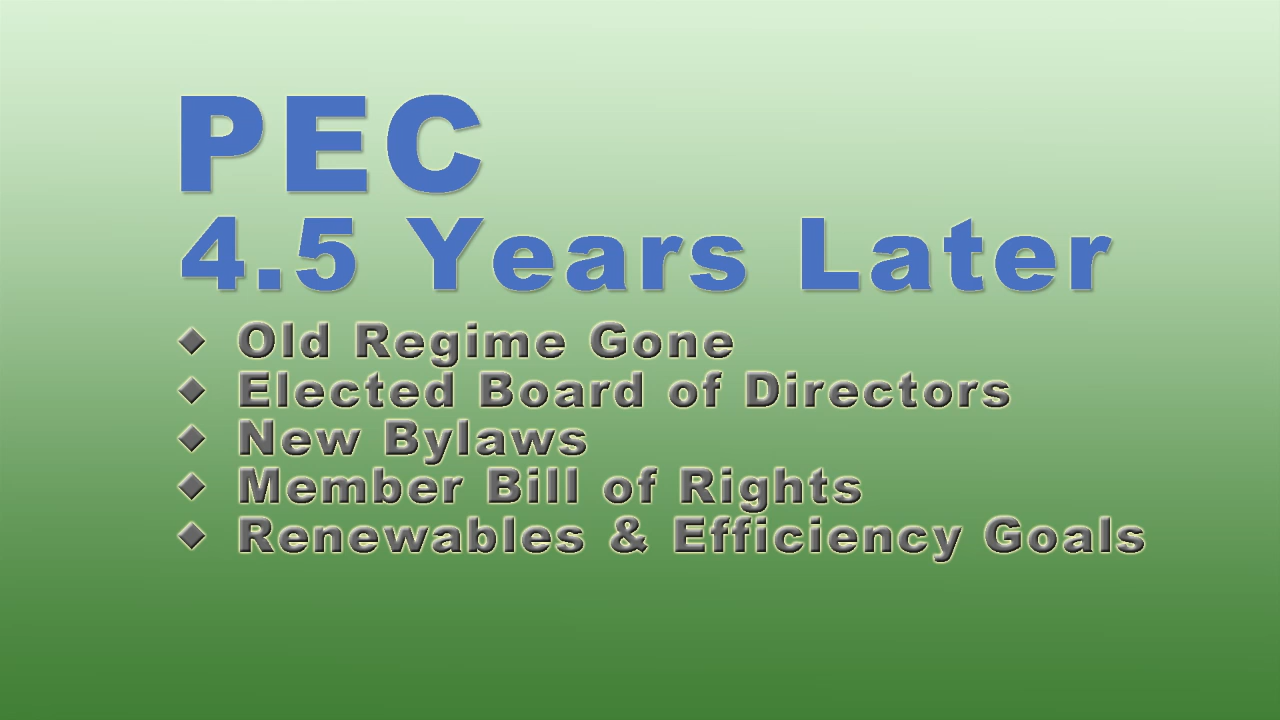 PEC
4.5 Years Later
◆ Old Regime Gone
◆ Elected Board of Directors
◆ New Bylaws
◆ Member Bill of Rights
◆ Renewables & Efficiency Goals